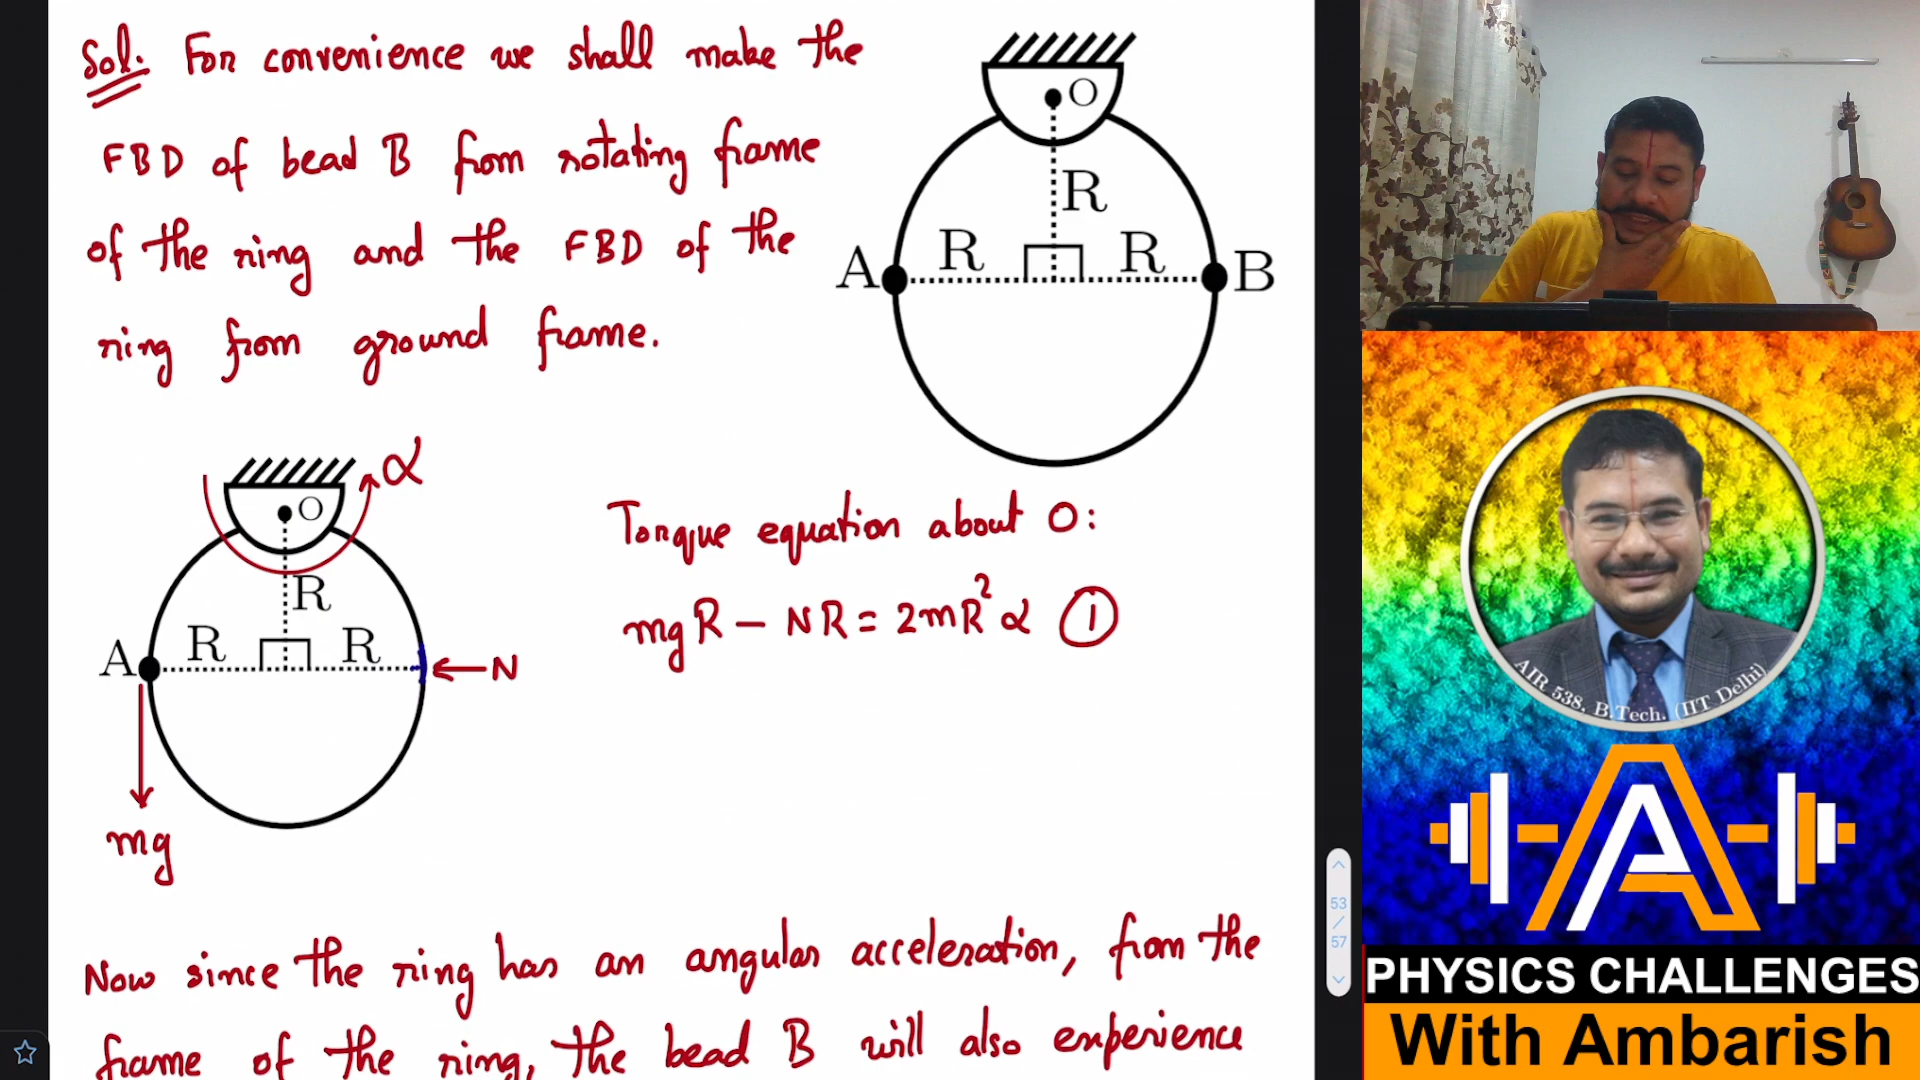 Sol. For convenience we shall make the
FBD of bead B from rotating frame
of the ring and the FBD of the
ring from ground frame.
O
R
R R
A B
α
O
R
R R
A N
mg
Torque equation about O:
mgR - NR = 2mR² α ①
Now since the ring has an angular acceleration, from the
frame of the ring, the bead B will also experience
53
/
57
AIR 538, B.Tech. (IIT Delhi)
PHYSICS CHALLENGES
With Ambarish